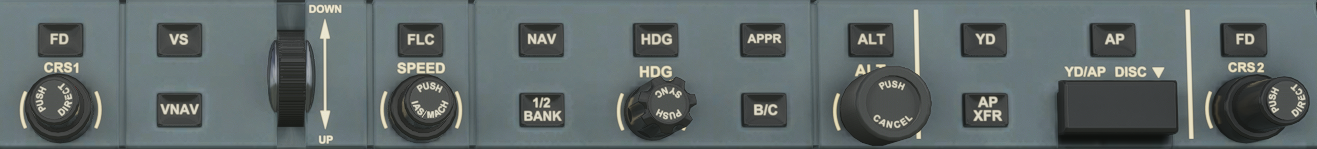 FD
CRS1
PUSH
DIRECT
VS
VNAV
DOWN
UP
FLC
SPEED
PUSH
IAS/MACH
NAV
1/2
BANK
HDG
HDG
PUSH
SYNC
APPR
B/C
ALT
ALT
PUSH
CANCEL
YD
AP
XFR
AP
YD/AP DISC ▼
FD
CRS2
PUSH
DIRECT